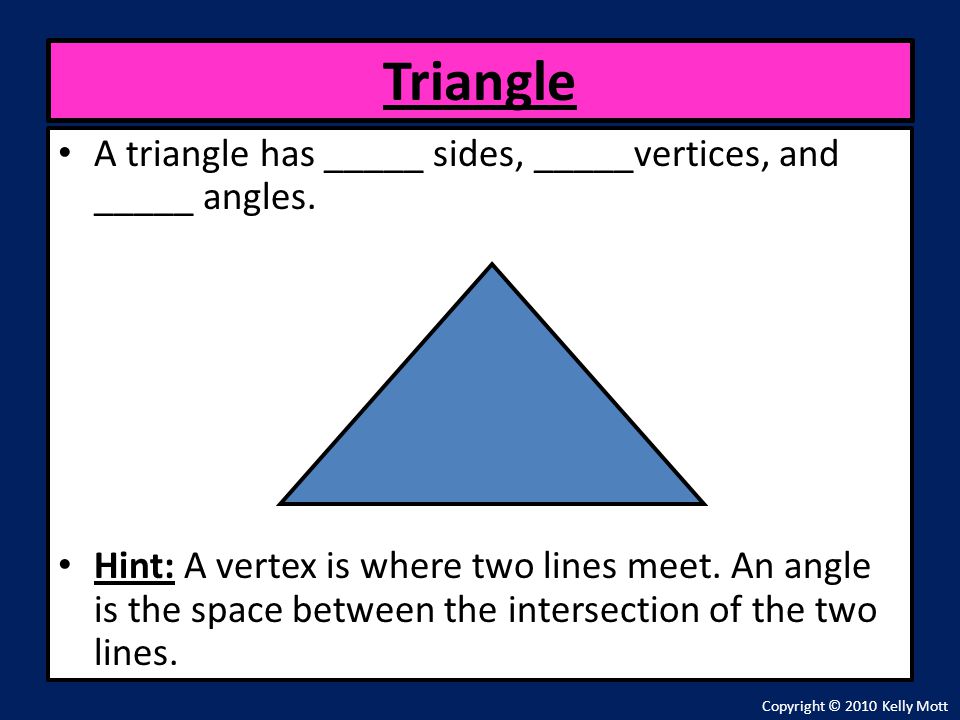 Triangle
• A triangle has _____ sides, _____vertices, and
_____ angles.
• Hint: A vertex is where two lines meet. An angle
is the space between the intersection of the two
lines.
Copyright © 2010 Kelly Mott